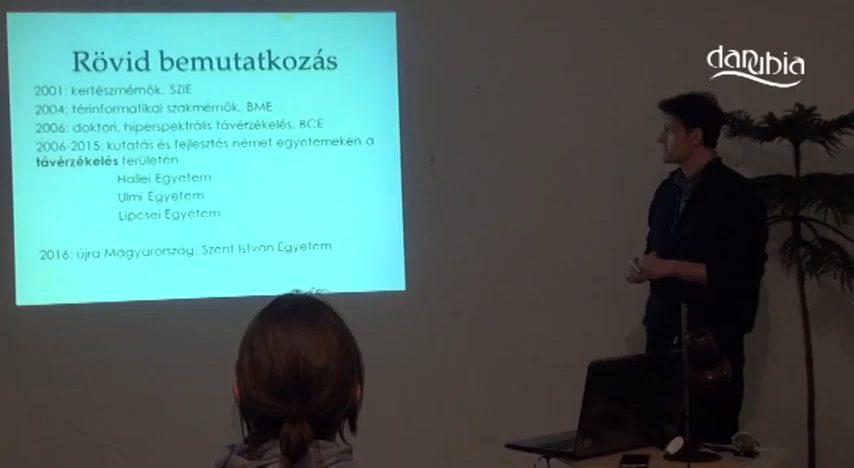 Rövid bemutatkozás
danubia
2001: kertészmérnök, SZIE
2004: térinformatikai szakmérnök, BME
2006: doktori, hiperspektrális távérzékelés, BCE
2006-2015: kutatás és fejlesztés német egyetemeken a
távérzékelés területén
Hallei Egyetem
Ulmi Egyetem
Lipcsei Egyetem
2016: újra Magyarország: Szent István Egyetem